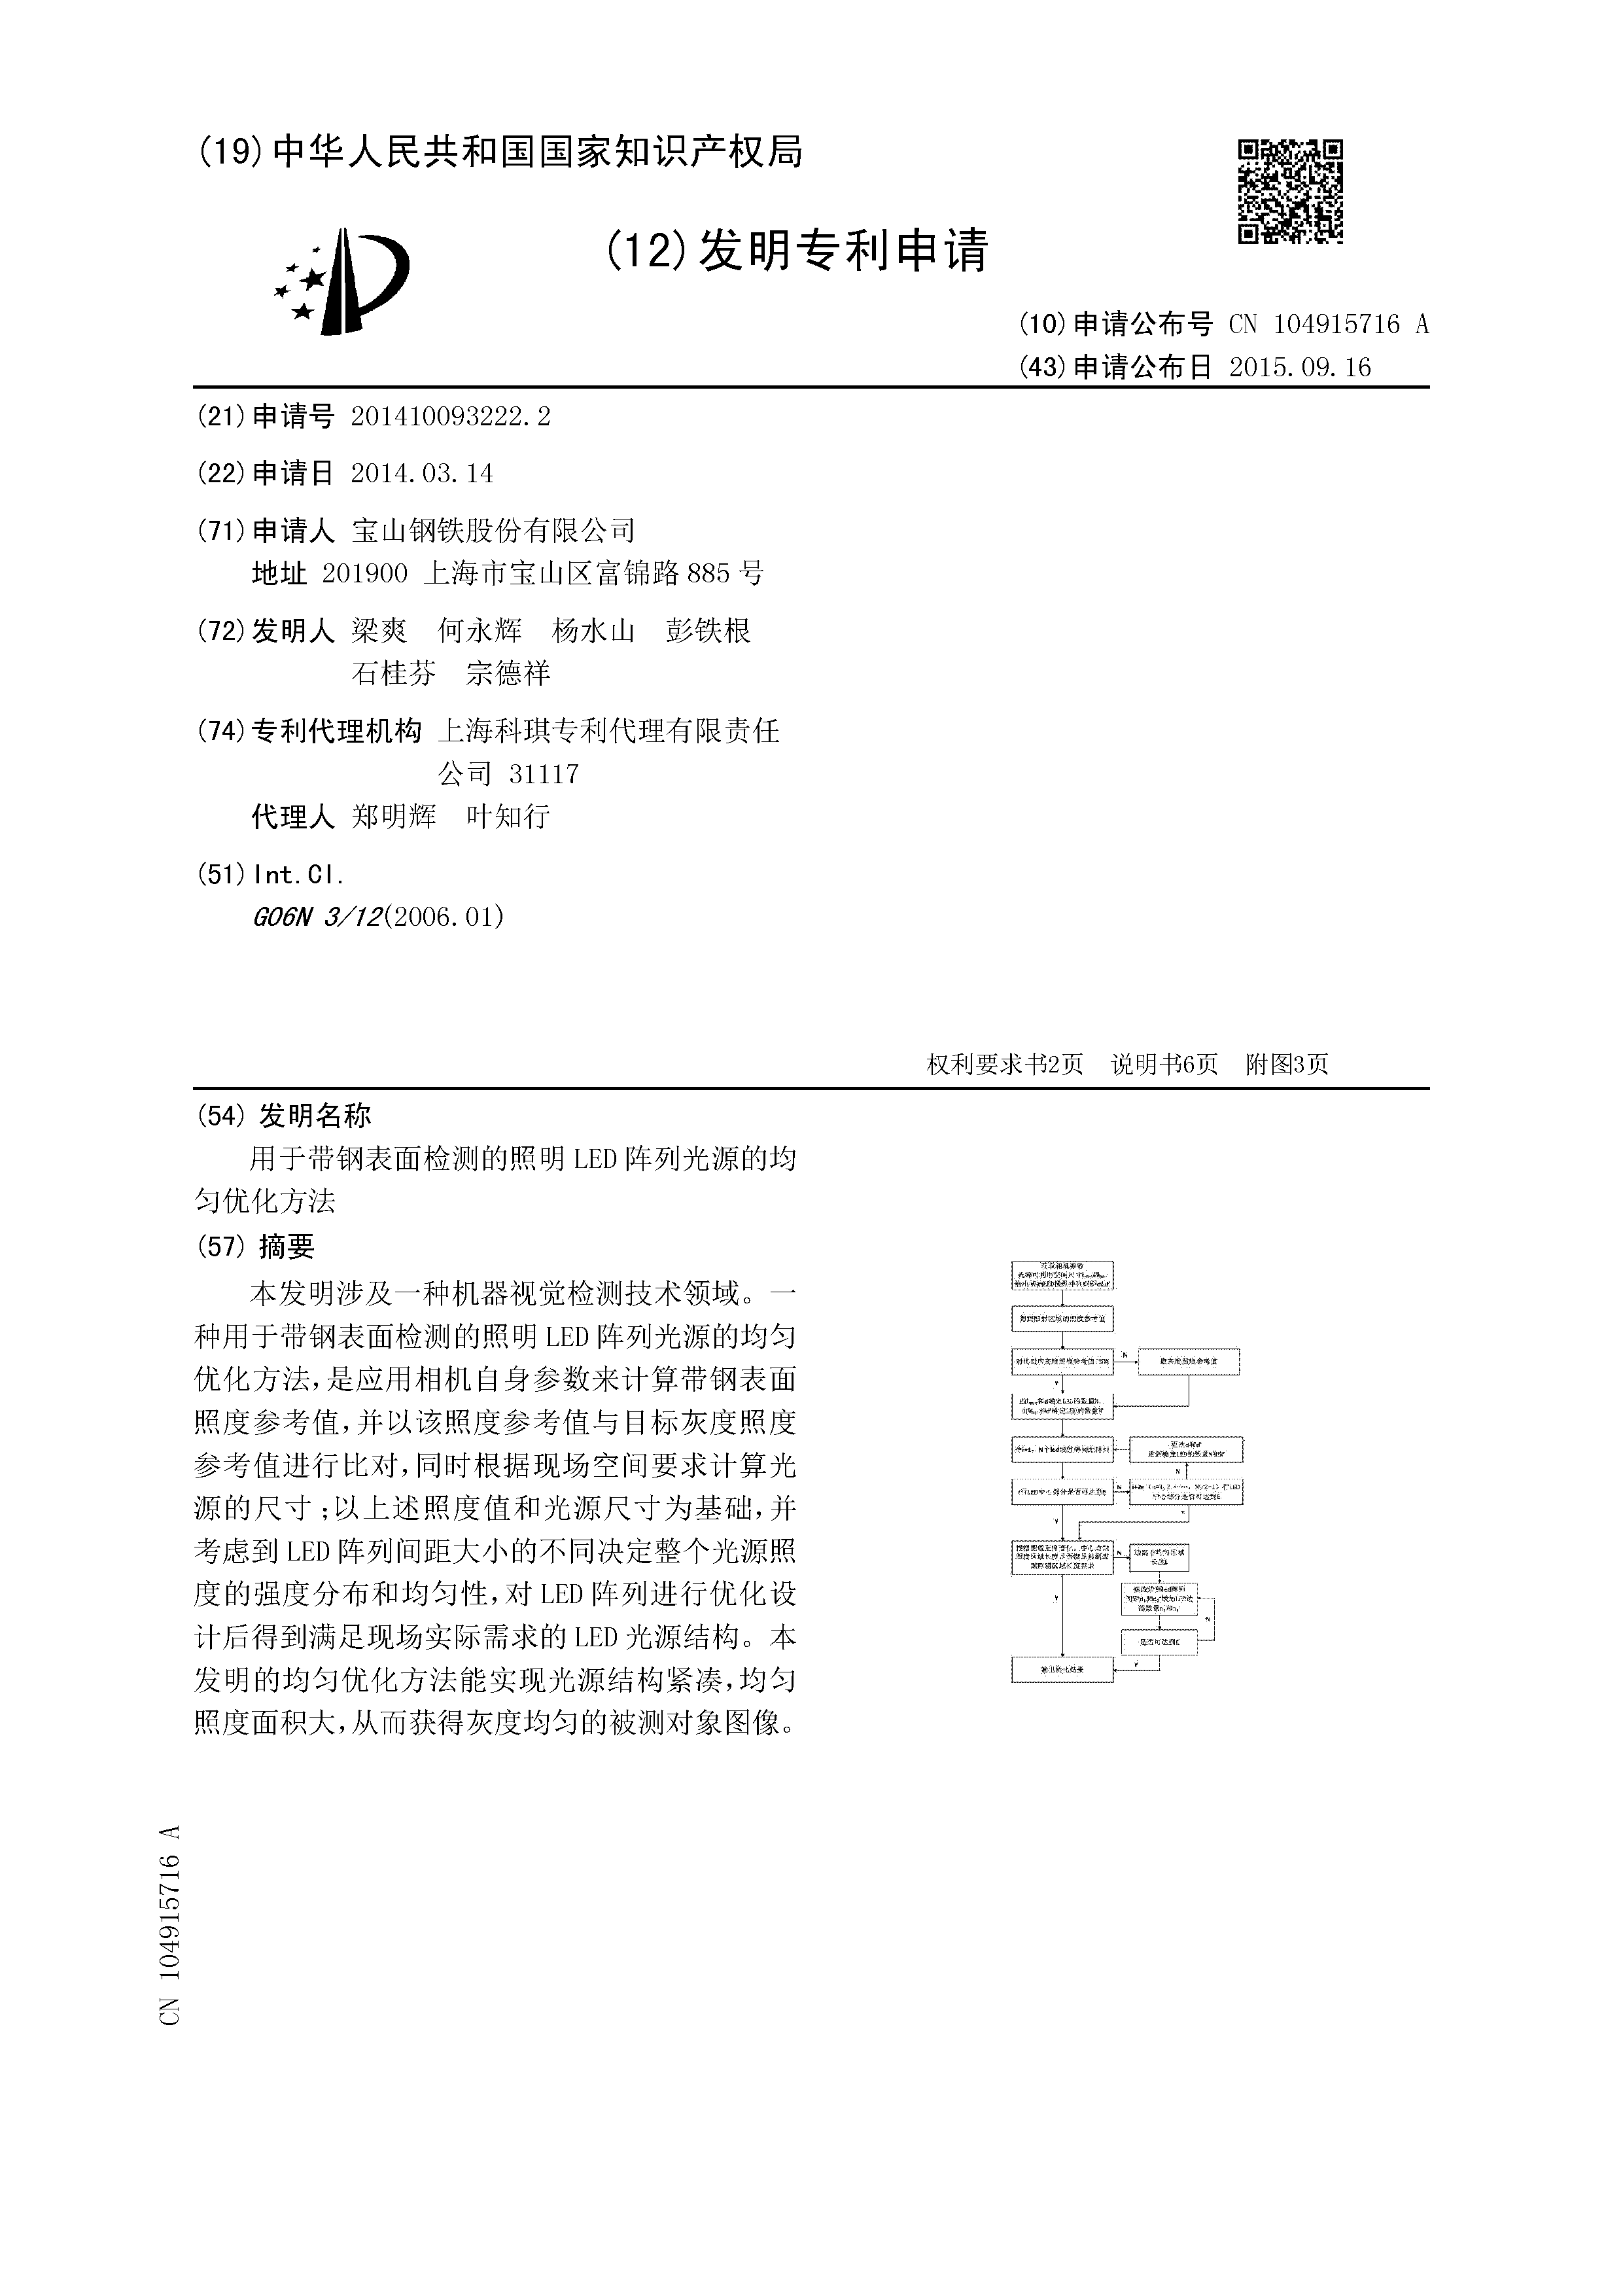 (19)中华人民共和国国家知识产权局
(12)发明专利申请
(10)申请公布号 CN 104915716 A
(43)申请公布日 2015.09.16
(21)申请号 201410093222.2
(22)申请日 2014.03.14
(71)申请人 宝山钢铁股份有限公司
地址 201900 上海市宝山区富锦路 885 号
(72)发明人 梁爽 何永辉 杨水山 彭铁根
石桂芬 宗德祥
(74)专利代理机构 上海科琪专利代理有限责任
公司 31117
代理人 郑明辉 叶知行
(51)Int.Cl.
G06N 3/12(2006.01)
权利要求书2页 说明书6页 附图3页
(54) 发明名称
用于带钢表面检测的照明 LED 阵列光源的均
匀优化方法
(57) 摘要
本发明涉及一种机器视觉检测技术领域。一
种用于带钢表面检测的照明 LED 阵列光源的均匀
优化方法,是应用相机自身参数来计算带钢表面
照度参考值,并以该照度参考值与目标灰度照度
参考值进行比对,同时根据现场空间要求计算光
源的尺寸;以上述照度值和光源尺寸为基础,并
考虑到 LED 阵列间距大小的不同决定整个光源照
度的强度分布和均匀性,对 LED 阵列进行优化设
计后得到满足现场实际需求的 LED 光源结构。本
发明的均匀优化方法能实现光源结构紧凑,均匀
照度面积大,从而获得灰度均匀的被测对象图像。
N
Y
N
N
Y
N
Y
N
Y
是否可达到E
CN 104915716 A